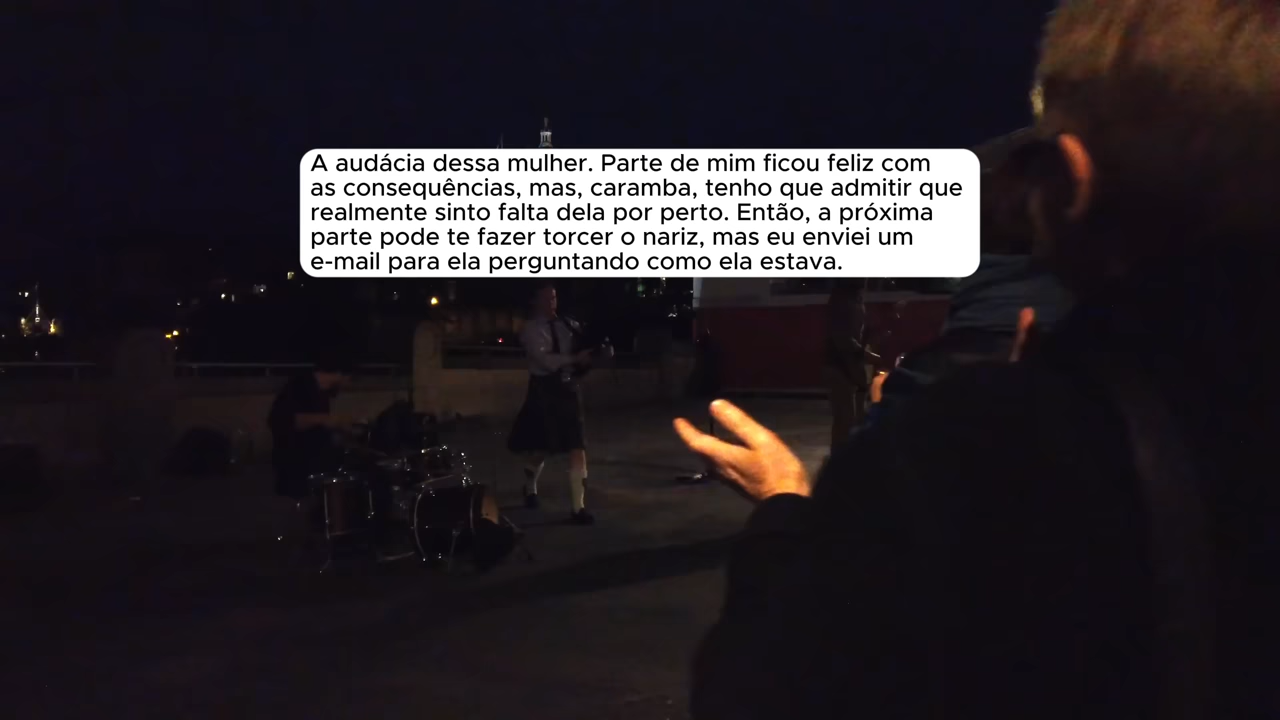 A audácia dessa mulher. Parte de mim ficou feliz com
as consequências, mas, caramba, tenho que admitir que
realmente sinto falta dela por perto. Então, a próxima
parte pode te fazer torcer o nariz, mas eu enviei um
e-mail para ela perguntando como ela estava.